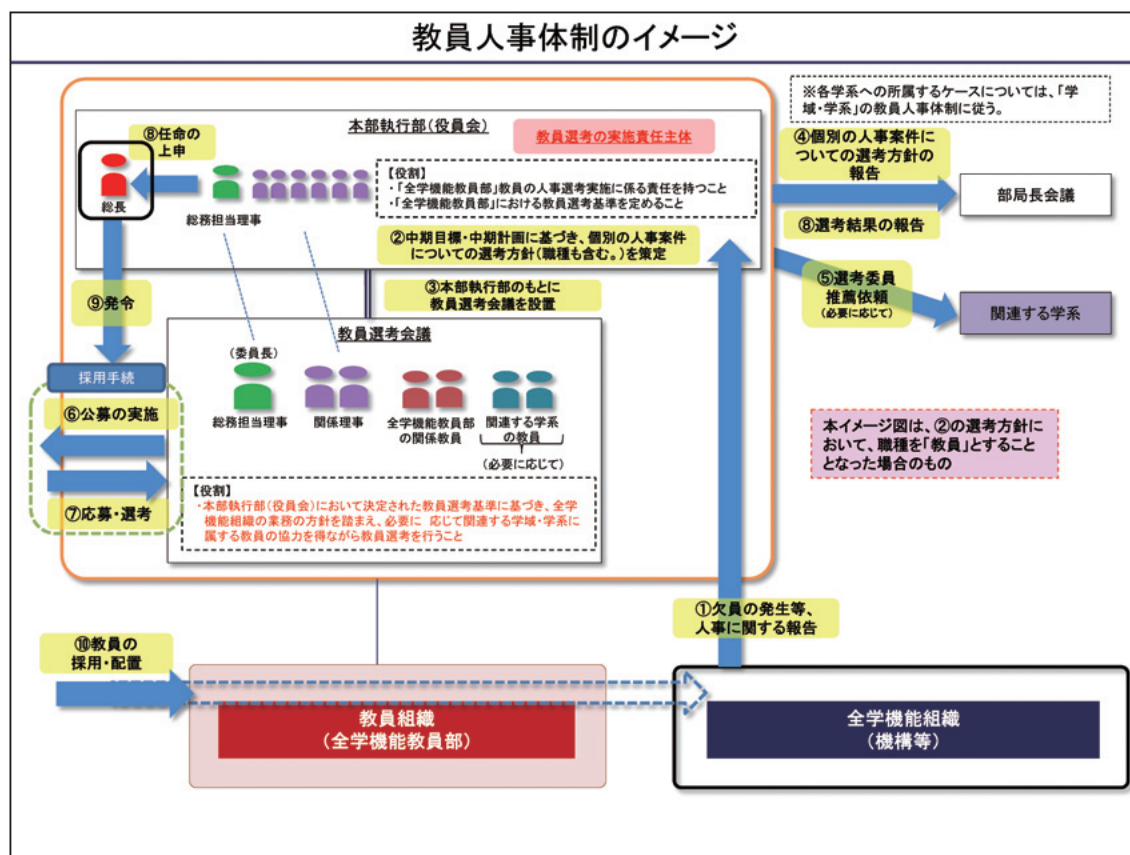 教員人事体制のイメージ
※各学系への所属するケースについては、「学
域・学系」の教員人事体制に従う。
本部執行部(役員会)
教員選考の実施責任主体
⑧任命の
上申
総長
総務担当理事
【役割】
・「全学機能教員部」教員の人事選考実施に係る責任を持つこと
・「全学機能教員部」における教員選考基準を定めること
②中期目標・中期計画に基づき、個別の人事案件
についての選考方針(職種も含む。)を策定
④個別の人事案件に
ついての選考方針の
報告
部局長会議
⑧選考結果の報告
⑤選考委員
推薦依頼
(必要に応じて)
関連する学系
③本部執行部のもとに
教員選考会議を設置
⑨発令
教員選考会議
(委員長)
総務担当理事
関係理事
全学機能教員部
の関係教員
関連する学系
の教員
(必要に応じて)
採用手続
⑥公募の実施
⑦応募・選考
【役割】
・本部執行部(役員会)において決定された教員選考基準に基づき、全学
機能組織の業務の方針を踏まえ、必要に 応じて関連する学域・学系に
属する教員の協力を得ながら教員選考を行うこと
本イメージ図は、②の選考方針に
おいて、職種を「教員」とすること
となった場合のもの
①欠員の発生等、
人事に関する報告
⑩教員の
採用・配置
教員組織
(全学機能教員部)
全学機能組織
(機構等)